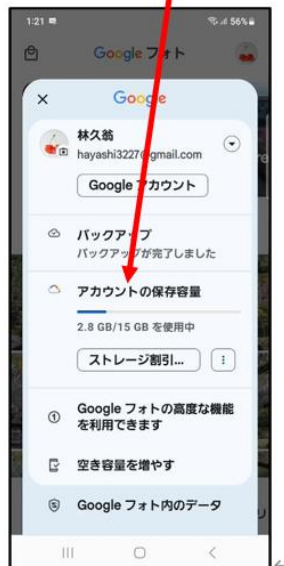 1:21
56%
Google フォト
Google
林久翁
hayashi3227@gmail.com
Google アカウント
バックアップ
バックアップが完了しました
アカウントの保存容量
2.8 GB/15 GB を使用中
ストレージ割引...
Google フォトの高度な機能
を利用できます
空き容量を増やす
Google フォト内のデータ